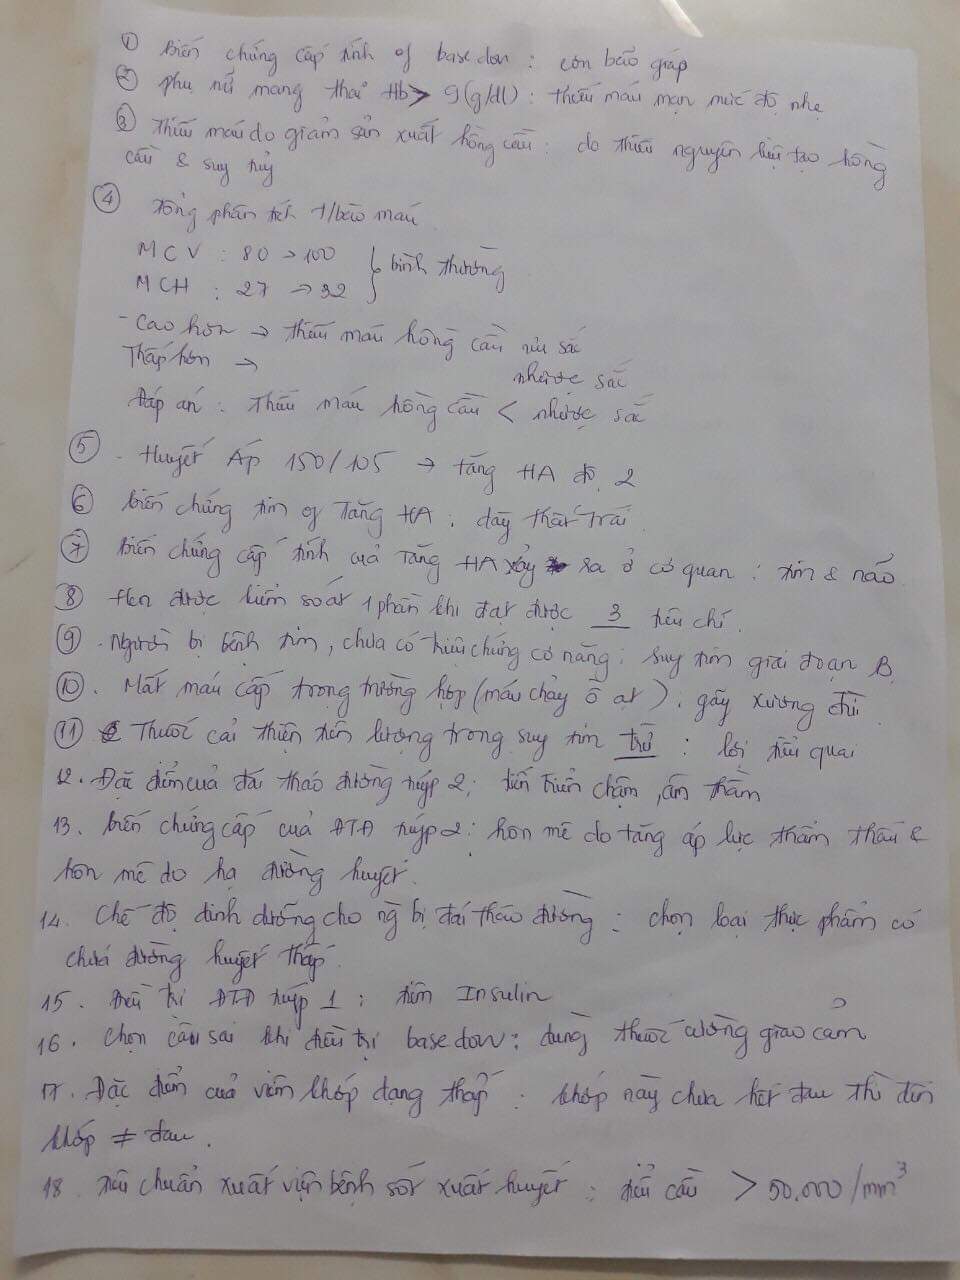 ① Biến chứng cấp tính of basedow : cơn bão giáp
② phụ nữ mang thai Hb > 9(g/dl) : thiếu máu mạn mức độ nhẹ
③ Thiếu máu do giảm sản xuất hồng cầu : do thiếu nguyên liệu tạo hồng
cầu & suy tủy
④ Tổng phân tích t/bào máu
MCV : 80 → 100 } bình thường
MCH : 27 → 32
- Cao hơn → thiếu máu hồng cầu ưu sắc
Thấp hơn → nhược sắc
Đáp án : Thiếu máu hồng cầu < nhược sắc
⑤ - Huyết Áp 150/105 → tăng HA độ 2
⑥ biến chứng tim of Tăng HA : dày thất trái
⑦ biến chứng cấp tính của Tăng HA xảy ra ở cơ quan : tim & não
⑧ Hen được kiểm soát 1 phần khi đạt được 3 tiêu chí.
⑨ - Người bị bệnh tim, chưa có triệu chứng cơ năng : suy tim giai đoạn B
⑩ . Mất máu cấp trong trường hợp (máu chảy ồ ạt) : gãy xương đùi
⑪ Thuốc cải thiện tiên lượng trong suy tim trừ : lợi tiểu quai
12. Đặc điểm của đái tháo đường týp 2 : tiến triển chậm, âm thầm
13. biến chứng cấp của ĐTĐ týp 2 : hôn mê do tăng áp lực thẩm thấu &
hôn mê do hạ đường huyết.
14. Chế độ dinh dưỡng cho ng bị đái tháo đường : chọn loại thực phẩm có
chứa đường huyết thấp.
15. Điều trị ĐTĐ týp 1 : tiêm Insulin
16. Chọn câu sai khi điều trị basedow : dùng thuốc cường giao cảm
17. Đặc điểm của viêm khớp dạng thấp : khớp này chưa hết đau thì đến
khớp ≠ đau.
18. Tiêu chuẩn xuất viện bệnh sốt xuất huyết : tiểu cầu > 50.000/mm³